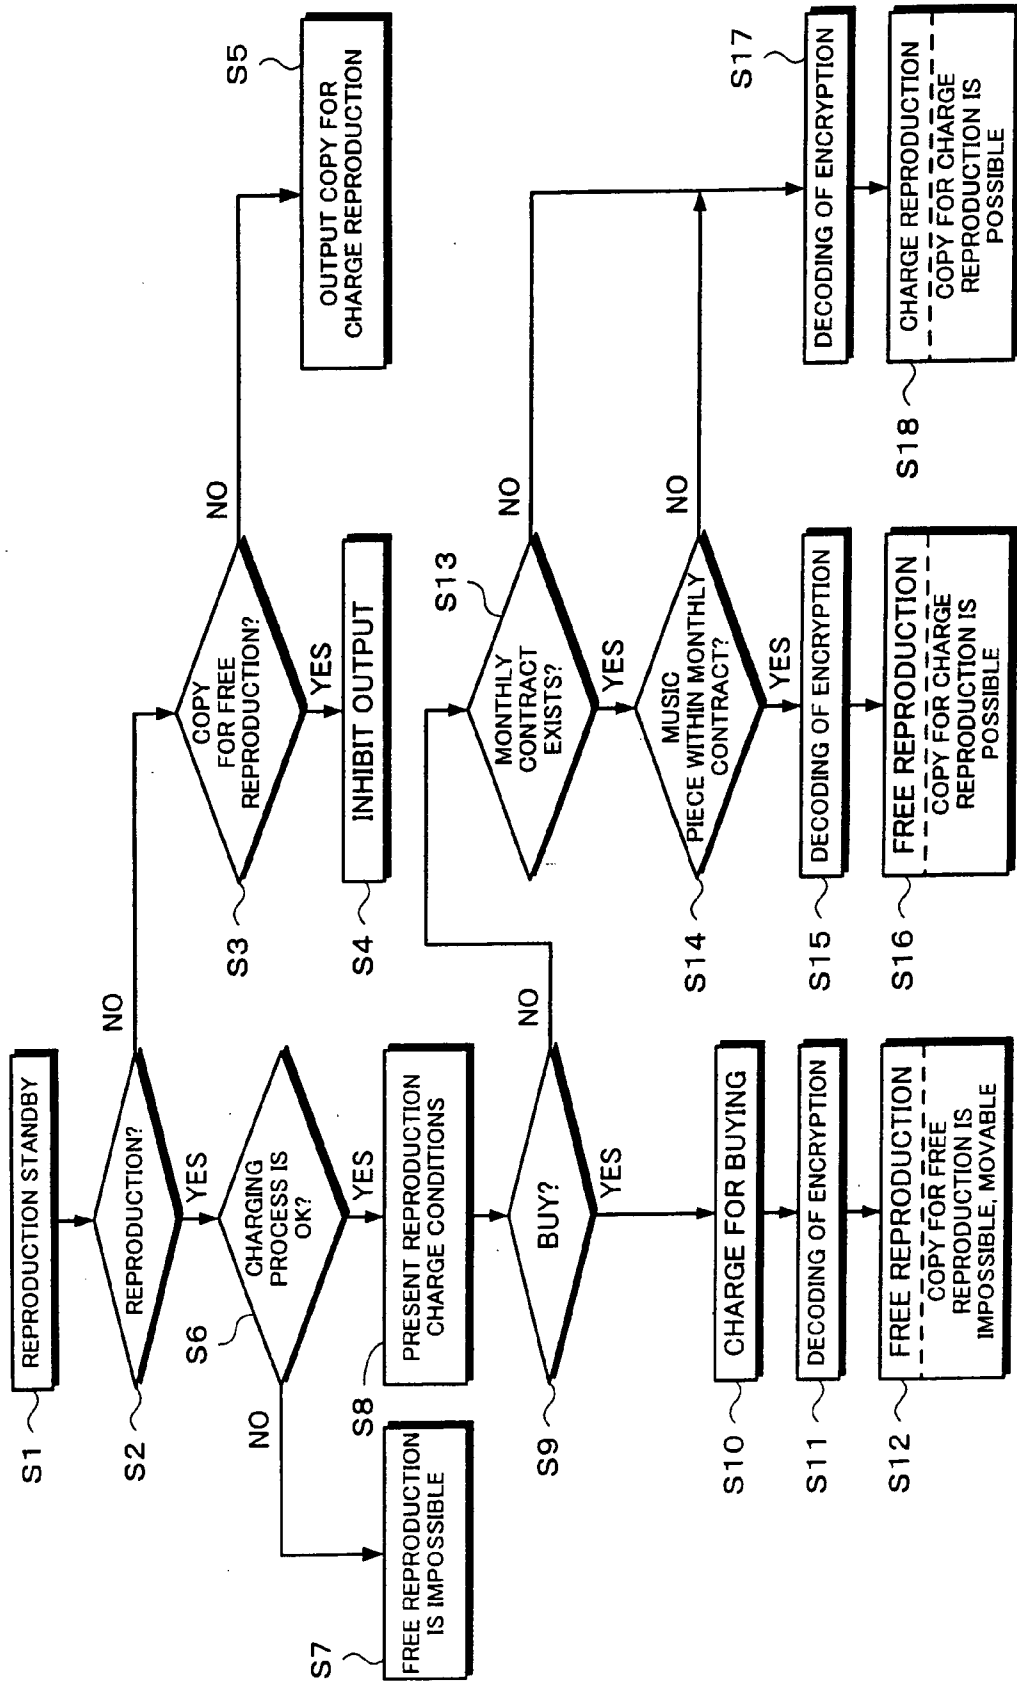 S1
REPRODUCTION STANDBY
S2
REPRODUCTION?
NO
YES
S3
COPY
FOR FREE
REPRODUCTION?
NO
YES
S4
INHIBIT OUTPUT
S5
OUTPUT COPY FOR
CHARGE REPRODUCTION
S6
CHARGING
PROCESS IS
OK?
NO
YES
S7
FREE REPRODUCTION
IS IMPOSSIBLE
S8
PRESENT REPRODUCTION
CHARGE CONDITIONS
S9
BUY?
NO
YES
S10
CHARGE FOR BUYING
S11
DECODING OF ENCRYPTION
S12
FREE REPRODUCTION
COPY FOR FREE
REPRODUCTION IS
IMPOSSIBLE, MOVABLE
S13
MONTHLY
CONTRACT
EXISTS?
NO
YES
S14
MUSIC
PIECE WITHIN MONTHLY
CONTRACT?
NO
YES
S15
DECODING OF ENCRYPTION
S16
FREE REPRODUCTION
COPY FOR CHARGE
REPRODUCTION IS
POSSIBLE
S17
DECODING OF ENCRYPTION
S18
CHARGE REPRODUCTION
COPY FOR CHARGE
REPRODUCTION IS
POSSIBLE